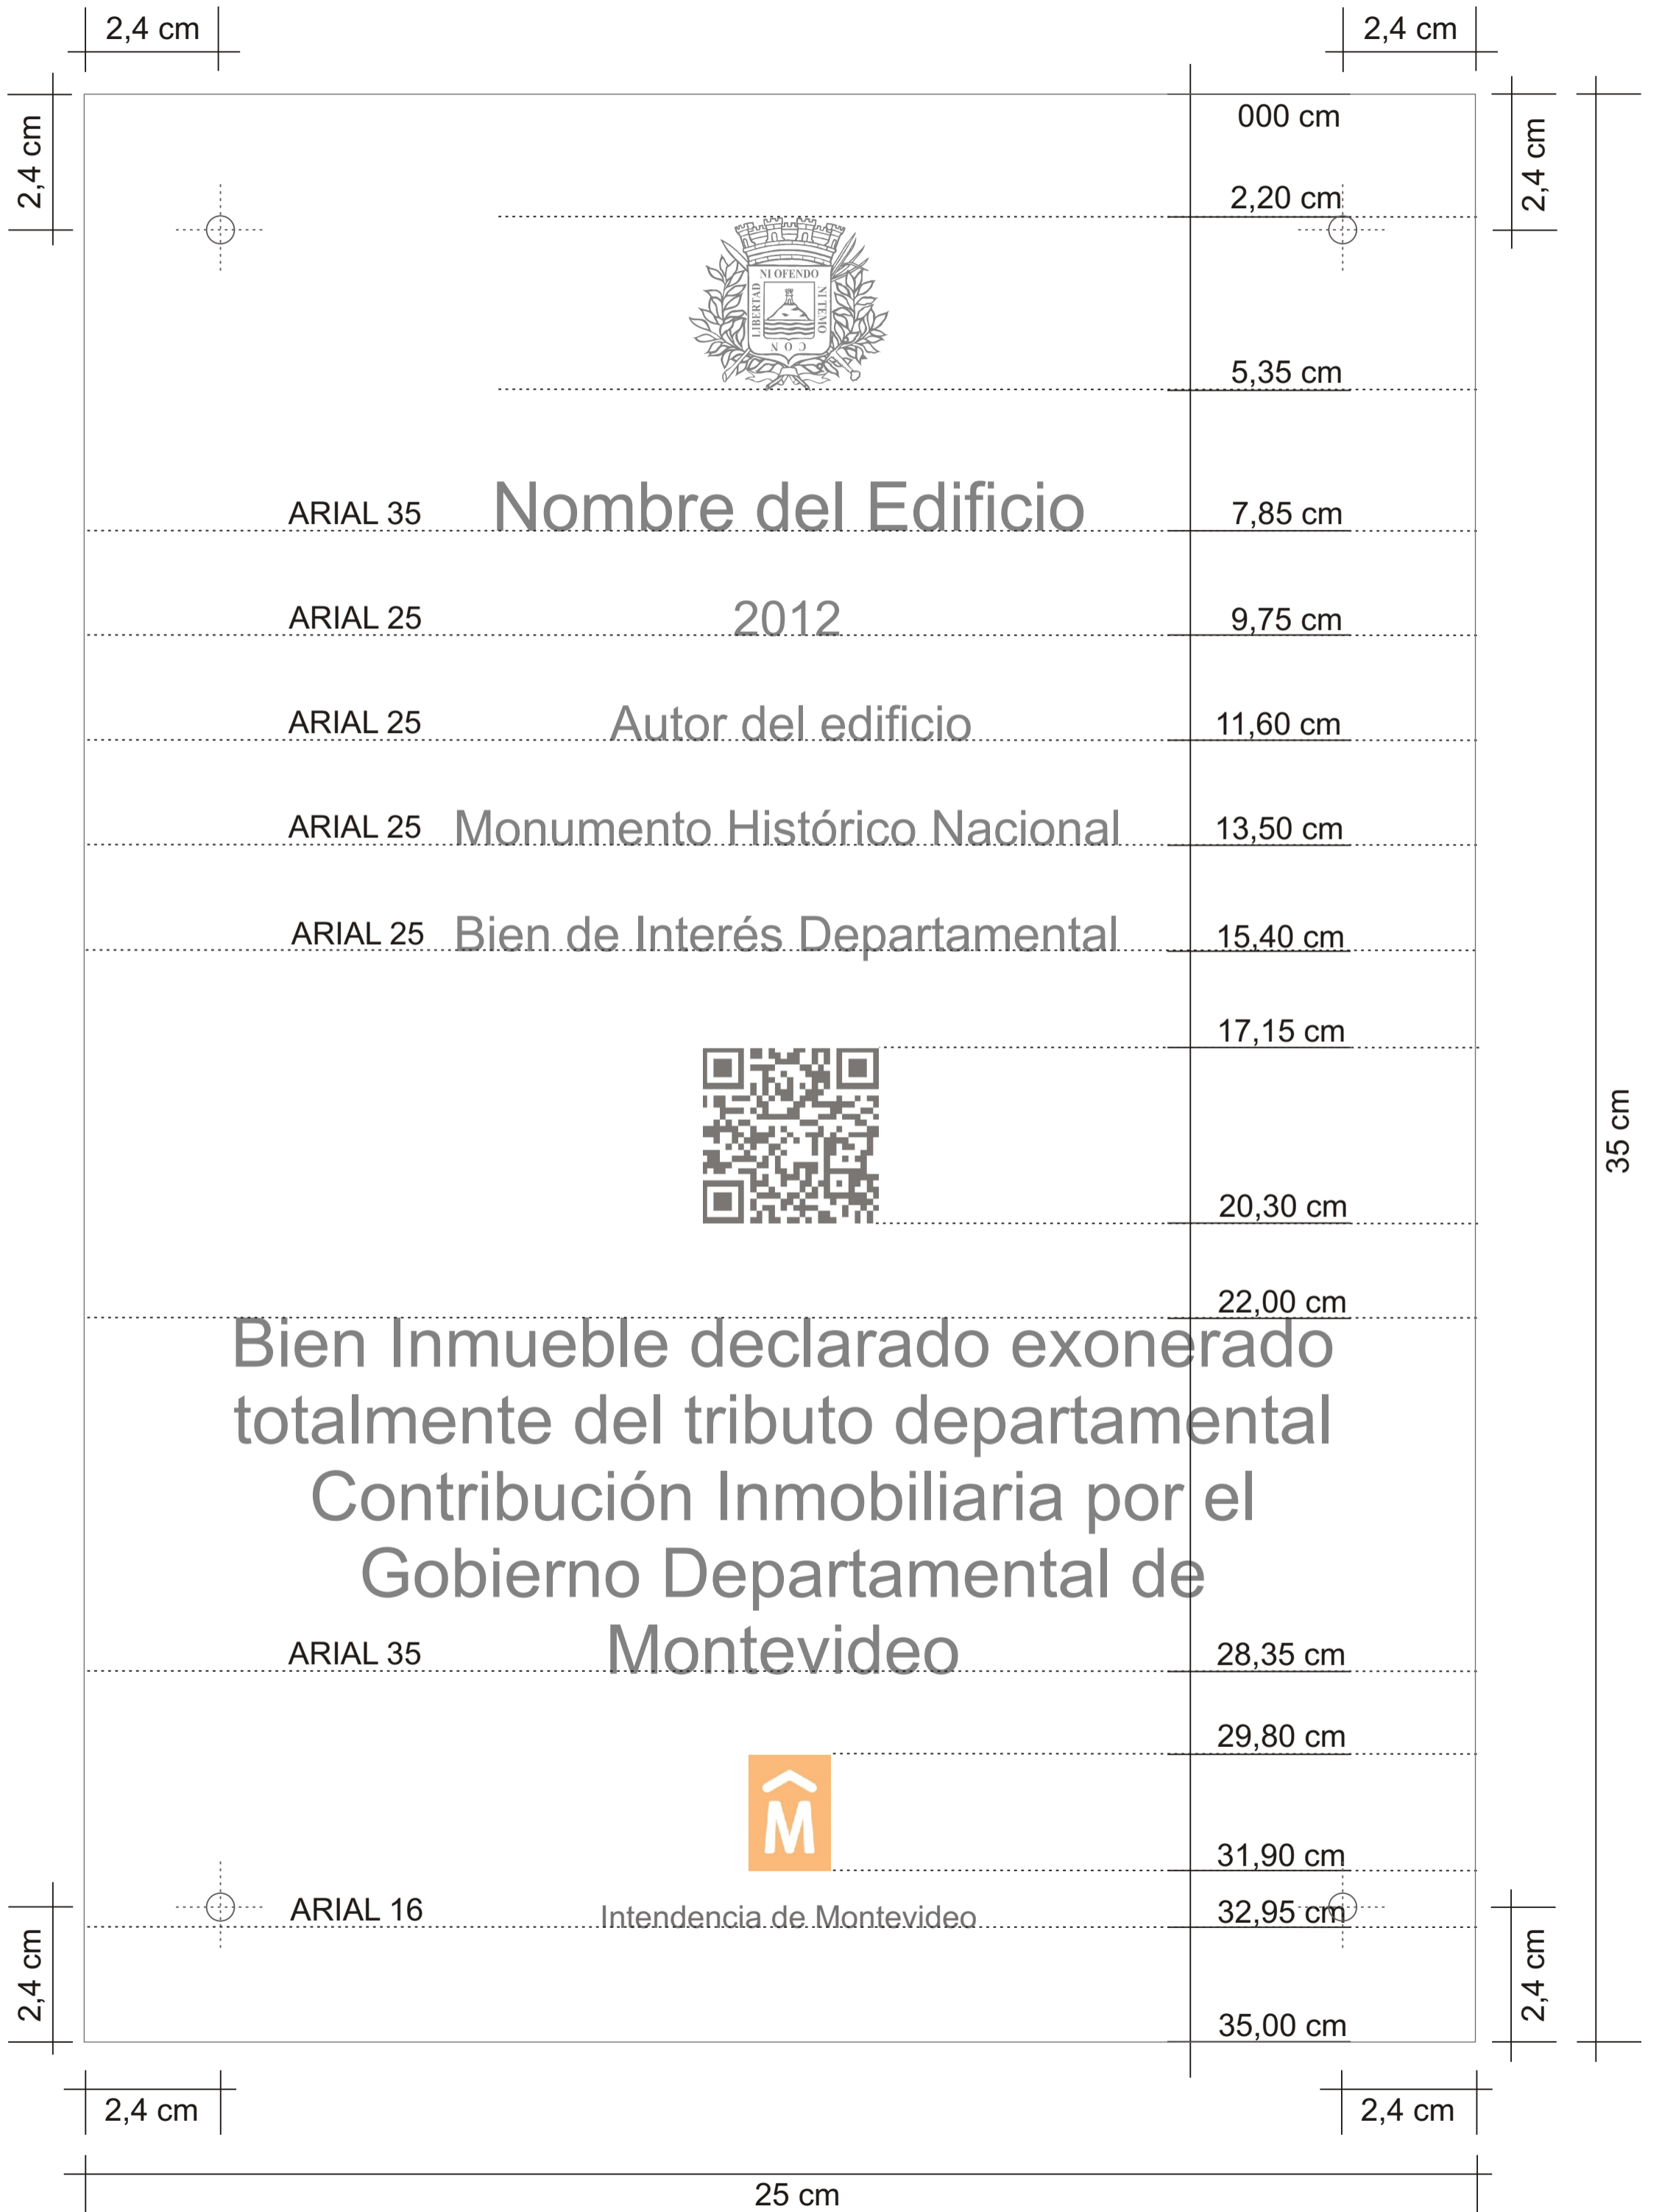 2,4 cm 2,4 cm
2,4 cm 000 cm 2,4 cm
2,20 cm
NI OFENDO
LIBERTAD
NI TEMO
CON
5,35 cm
ARIAL 35 Nombre del Edificio 7,85 cm
ARIAL 25 2012 9,75 cm
ARIAL 25 Autor del edificio 11,60 cm
ARIAL 25 Monumento Histórico Nacional 13,50 cm
ARIAL 25 Bien de Interés Departamental 15,40 cm
17,15 cm
35 cm
20,30 cm
22,00 cm
Bien Inmueble declarado exonerado
totalmente del tributo departamental
Contribución Inmobiliaria por el
Gobierno Departamental de
ARIAL 35 Montevideo 28,35 cm
29,80 cm
M
31,90 cm
ARIAL 16 Intendencia de Montevideo 32,95 cm
2,4 cm 2,4 cm
35,00 cm
2,4 cm 2,4 cm
25 cm